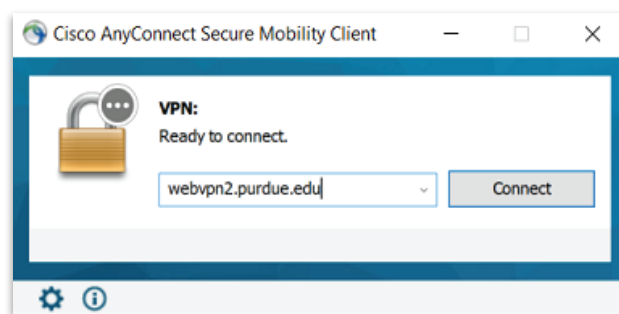 Cisco AnyConnect Secure Mobility Client
VPN:
Ready to connect.
webvpn2.purdue.edu
Connect